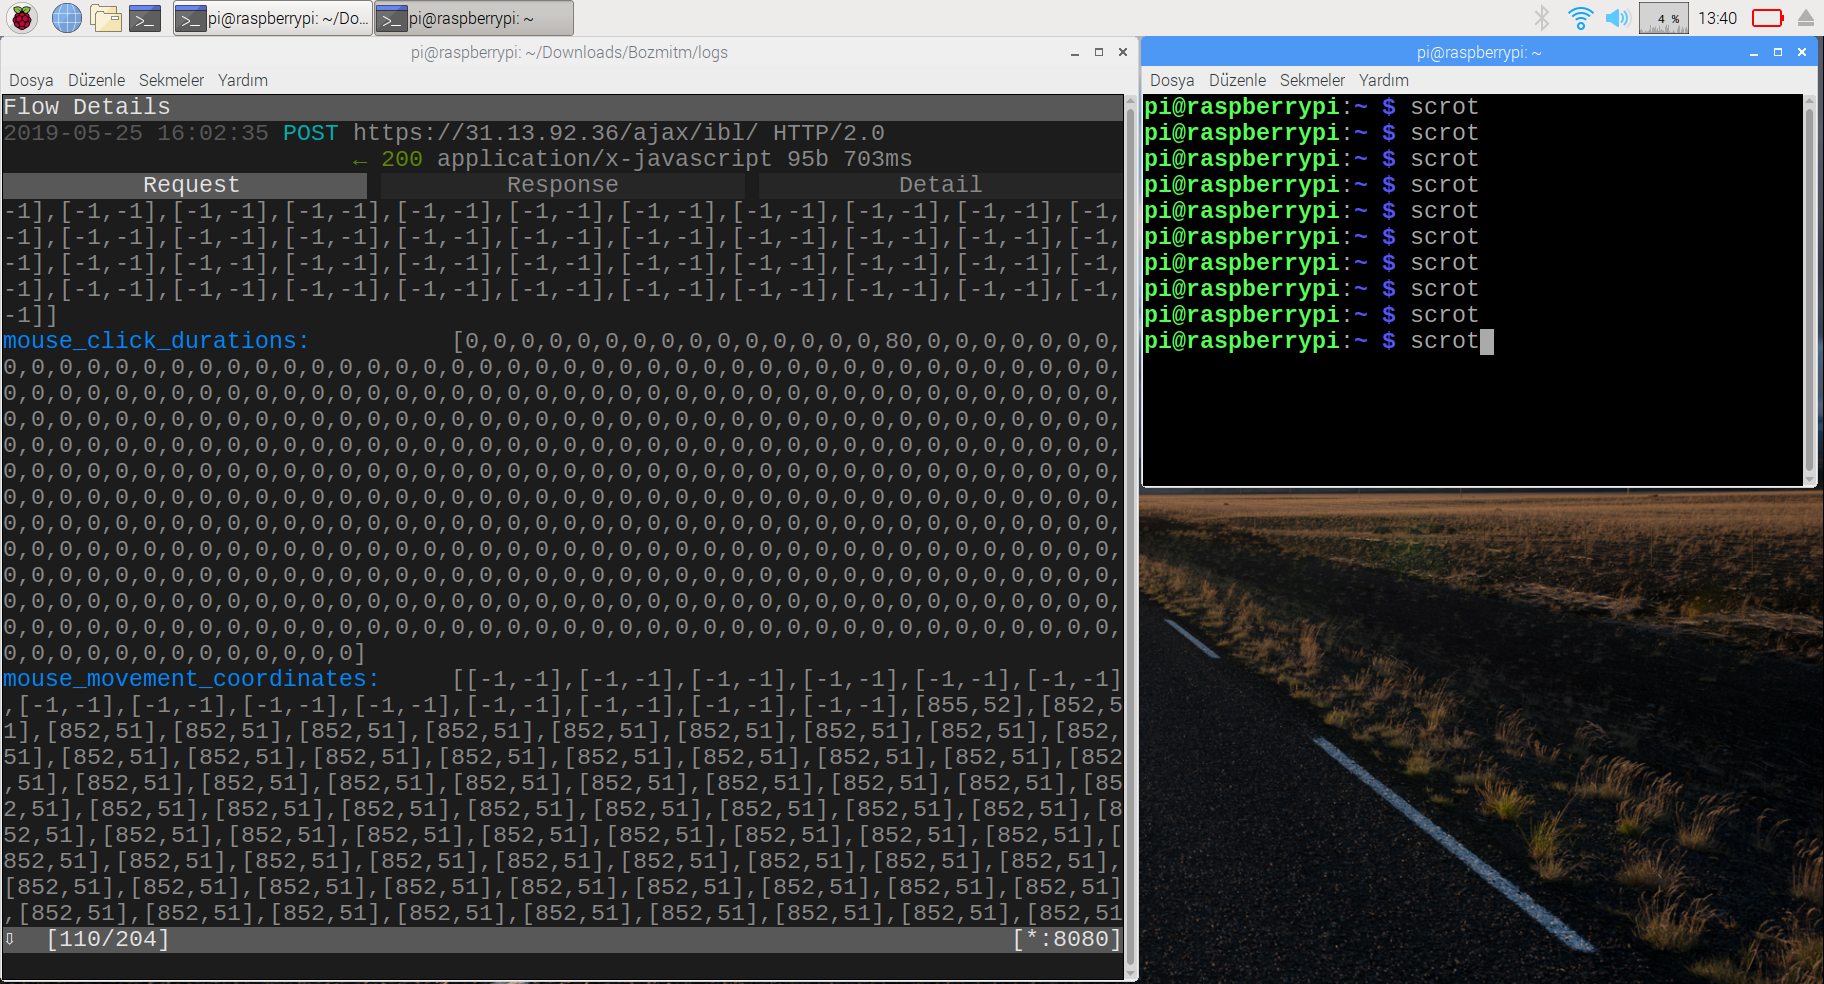 pi@raspberrypi: ~/Do...
pi@raspberrypi: ~
4 %
13:40
pi@raspberrypi: ~/Downloads/Bozmitm/logs
Dosya Düzenle Sekmeler Yardım
Flow Details
2019-05-25 16:02:35 POST https://31.13.92.36/ajax/ibl/ HTTP/2.0
← 200 application/x-javascript 95b 703ms
Request Response Detail
-1],[-1,-1],[-1,-1],[-1,-1],[-1,-1],[-1,-1],[-1,-1],[-1,-1],[-1,-1],[-1,-1],[-1,
-1],[-1,-1],[-1,-1],[-1,-1],[-1,-1],[-1,-1],[-1,-1],[-1,-1],[-1,-1],[-1,-1],[-1,
-1],[-1,-1],[-1,-1],[-1,-1],[-1,-1],[-1,-1],[-1,-1],[-1,-1],[-1,-1],[-1,-1],[-1,
-1],[-1,-1],[-1,-1],[-1,-1],[-1,-1],[-1,-1],[-1,-1],[-1,-1],[-1,-1],[-1,-1],[-1,
-1]]
mouse_click_durations: [0,0,0,0,0,0,0,0,0,0,0,0,0,0,0,80,0,0,0,0,0,0,0,
0,0,0,0,0,0,0,0,0,0,0,0,0,0,0,0,0,0,0,0,0,0,0,0,0,0,0,0,0,0,0,0,0,0,0,0,0,0,0,0,
0,0,0,0,0,0,0,0,0,0,0,0,0,0,0,0,0,0,0,0,0,0,0,0,0,0,0,0,0,0,0,0,0,0,0,0,0,0,0,0,
0,0,0,0,0,0,0,0,0,0,0,0,0,0,0,0,0,0,0,0,0,0,0,0,0,0,0,0,0,0,0,0,0,0,0,0,0,0,0,0,
0,0,0,0,0,0,0,0,0,0,0,0,0,0,0,0,0,0,0,0,0,0,0,0,0,0,0,0,0,0,0,0,0,0,0,0,0,0,0,0,
0,0,0,0,0,0,0,0,0,0,0,0,0,0,0,0,0,0,0,0,0,0,0,0,0,0,0,0,0,0,0,0,0,0,0,0,0,0,0,0,
0,0,0,0,0,0,0,0,0,0,0,0,0,0,0,0,0,0,0,0,0,0,0,0,0,0,0,0,0,0,0,0,0,0,0,0,0,0,0,0,
0,0,0,0,0,0,0,0,0,0,0,0,0,0,0,0,0,0,0,0,0,0,0,0,0,0,0,0,0,0,0,0,0,0,0,0,0,0,0,0,
0,0,0,0,0,0,0,0,0,0,0,0,0,0,0,0,0,0,0,0,0,0,0,0,0,0,0,0,0,0,0,0,0,0,0,0,0,0,0,0,
0,0,0,0,0,0,0,0,0,0,0,0,0,0,0,0,0,0,0,0,0,0,0,0,0,0,0,0,0,0,0,0,0,0,0,0,0,0,0,0,
0,0,0,0,0,0,0,0,0,0,0,0,0,0,0,0,0,0,0,0,0,0,0,0,0,0,0,0,0,0,0,0,0,0,0,0,0,0,0,0,
0,0,0,0,0,0,0,0,0,0,0,0,0,0,0,0,0,0,0,0,0,0,0,0,0,0,0,0,0,0,0,0,0,0,0,0,0,0,0,0,
0,0,0,0,0,0,0,0,0,0,0,0,0]
mouse_movement_coordinates: [[-1,-1],[-1,-1],[-1,-1],[-1,-1],[-1,-1],[-1,-1]
,[-1,-1],[-1,-1],[-1,-1],[-1,-1],[-1,-1],[-1,-1],[-1,-1],[-1,-1],[855,52],[852,5
1],[852,51],[852,51],[852,51],[852,51],[852,51],[852,51],[852,51],[852,51],[852,
51],[852,51],[852,51],[852,51],[852,51],[852,51],[852,51],[852,51],[852,51],[852
,51],[852,51],[852,51],[852,51],[852,51],[852,51],[852,51],[852,51],[852,51],[85
2,51],[852,51],[852,51],[852,51],[852,51],[852,51],[852,51],[852,51],[852,51],[8
52,51],[852,51],[852,51],[852,51],[852,51],[852,51],[852,51],[852,51],[852,51],[
852,51],[852,51],[852,51],[852,51],[852,51],[852,51],[852,51],[852,51],[852,51],
[852,51],[852,51],[852,51],[852,51],[852,51],[852,51],[852,51],[852,51],[852,51]
,[852,51],[852,51],[852,51],[852,51],[852,51],[852,51],[852,51],[852,51],[852,51
⇩ [110/204] [*:8080]
pi@raspberrypi: ~
Dosya Düzenle Sekmeler Yardım
pi@raspberrypi:~ $ scrot
pi@raspberrypi:~ $ scrot
pi@raspberrypi:~ $ scrot
pi@raspberrypi:~ $ scrot
pi@raspberrypi:~ $ scrot
pi@raspberrypi:~ $ scrot
pi@raspberrypi:~ $ scrot
pi@raspberrypi:~ $ scrot
pi@raspberrypi:~ $ scrot
pi@raspberrypi:~ $ scrot